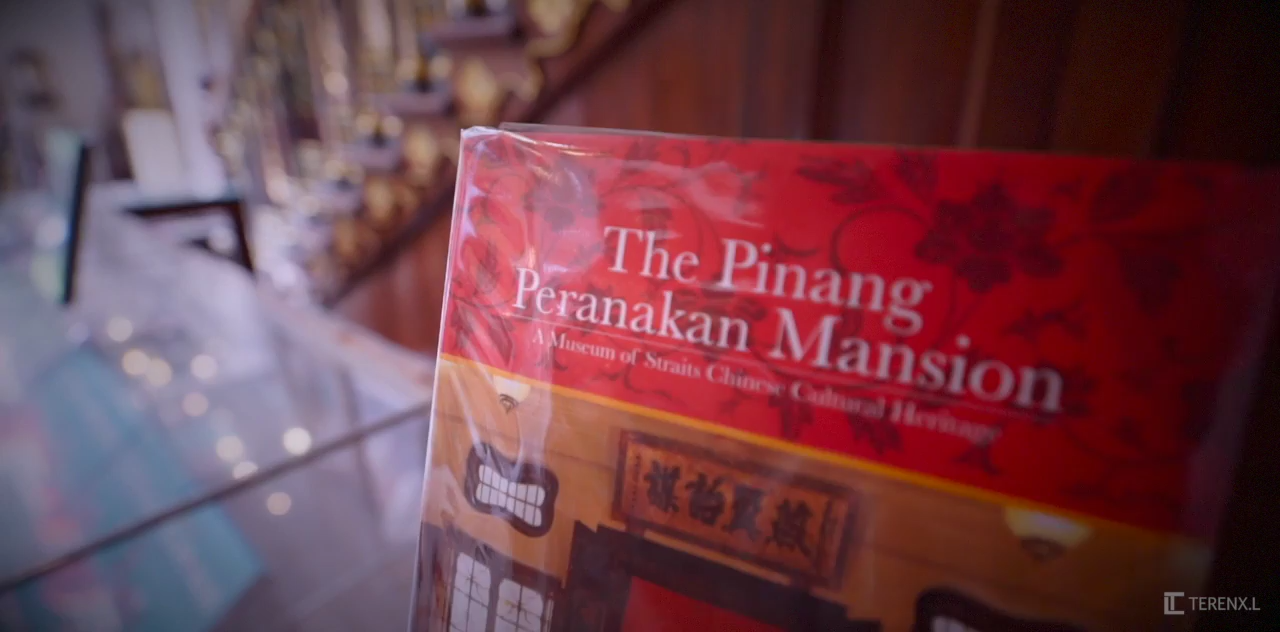 The Pinang
Peranakan Mansion
A Museum of Straits Chinese Cultural Heritage
TERENX.L